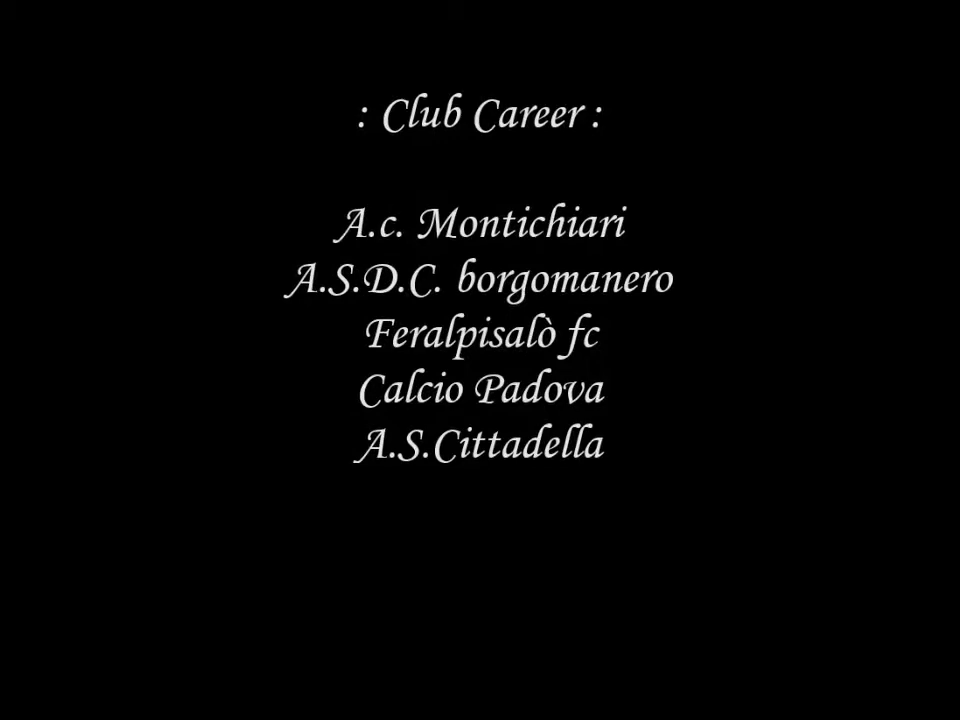 : Club Career :
A.c. Montichiari
A.S.D.C. borgomanero
Feralpisalò fc
Calcio Padova
A.S.Cittadella